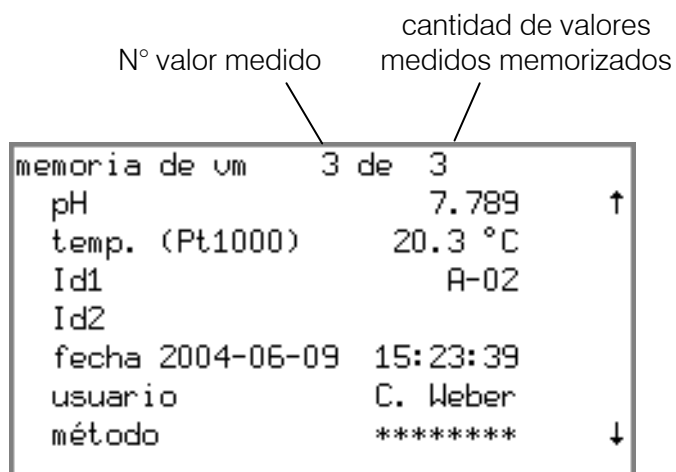 cantidad de valores
N° valor medido medidos memorizados
memoria de vm 3 de 3
pH 7.789 ↑
temp. (Pt1000) 20.3 °C
Id1 A-02
Id2
fecha 2004-06-09 15:23:39
usuario C. Weber
método ******** ↓